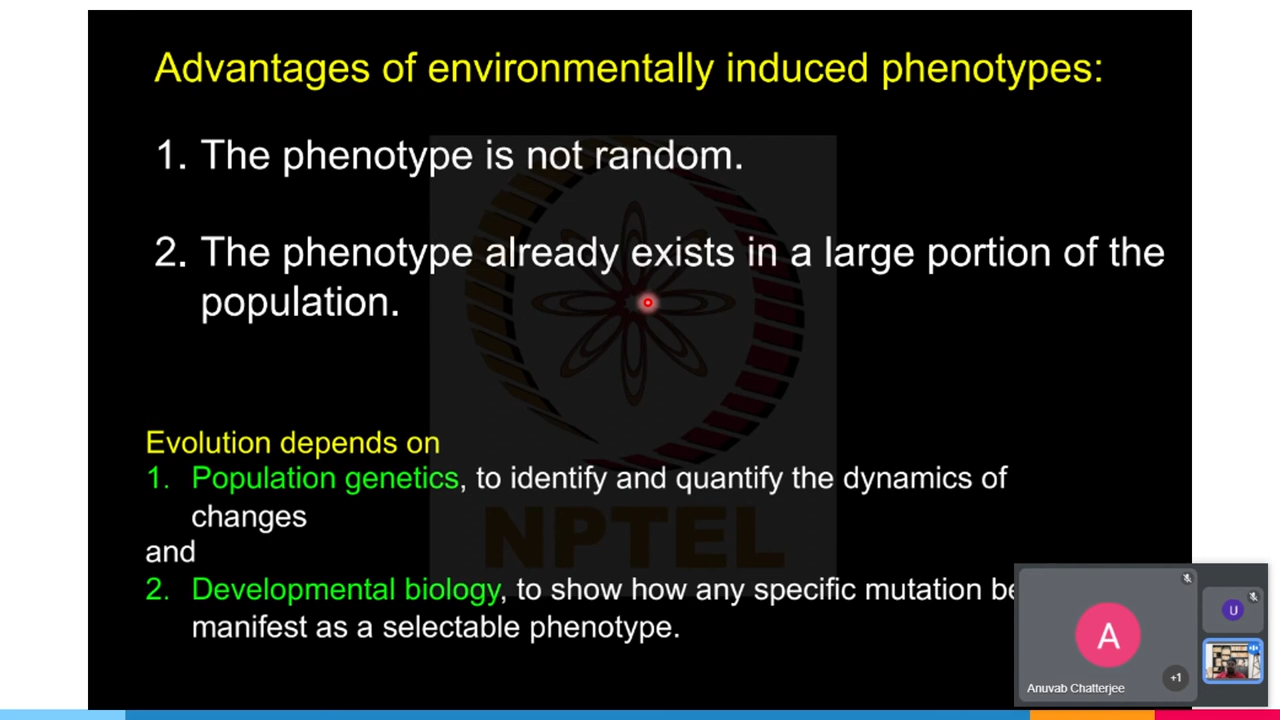 Advantages of environmentally induced phenotypes:
1. The phenotype is not random.
2. The phenotype already exists in a large portion of the
population.
Evolution depends on
1. Population genetics, to identify and quantify the dynamics of
changes
and
2. Developmental biology, to show how any specific mutation
manifest as a selectable phenotype.
NPTEL
A
U
+1
Anuvab Chatterjee